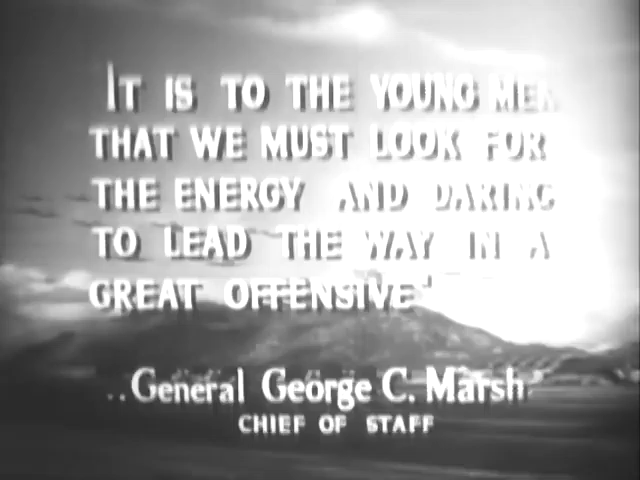 IT IS TO THE YOUNG MEN
THAT WE MUST LOOK FOR
THE ENERGY AND DARING
TO LEAD THE WAY IN A
GREAT OFFENSIVE"
..General George C. Marsh
CHIEF OF STAFF